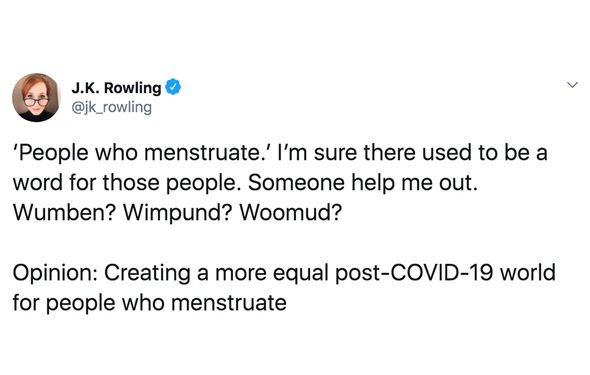 J.K. Rowling
@jk_rowling
‘People who menstruate.’ I’m sure there used to be a
word for those people. Someone help me out.
Wumben? Wimpund? Woomud?
Opinion: Creating a more equal post-COVID-19 world
for people who menstruate